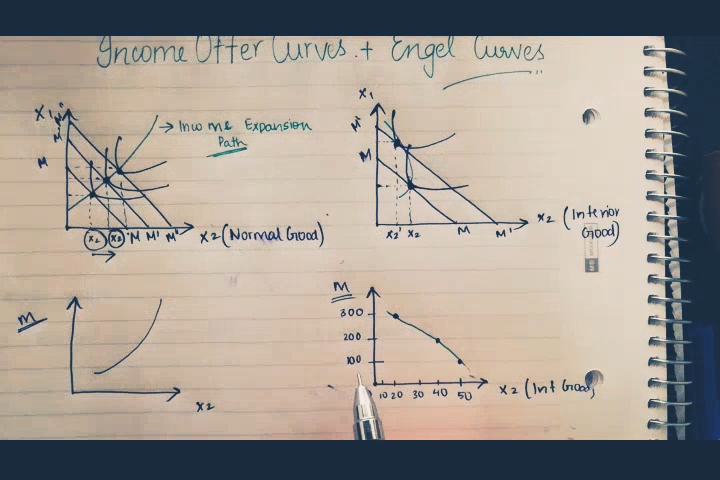 Income Offer Curves + Engel Curves
X1 M''
M'
M
→ Income Expansion
Path
x2 x2' M M' M'' X2 (Normal Good)
X1
M'
M
x2' x2 M M' X2 (Inferior
Good)
M
X2
M
300
200
100
10 20 30 40 50 X2 (Inf Good)